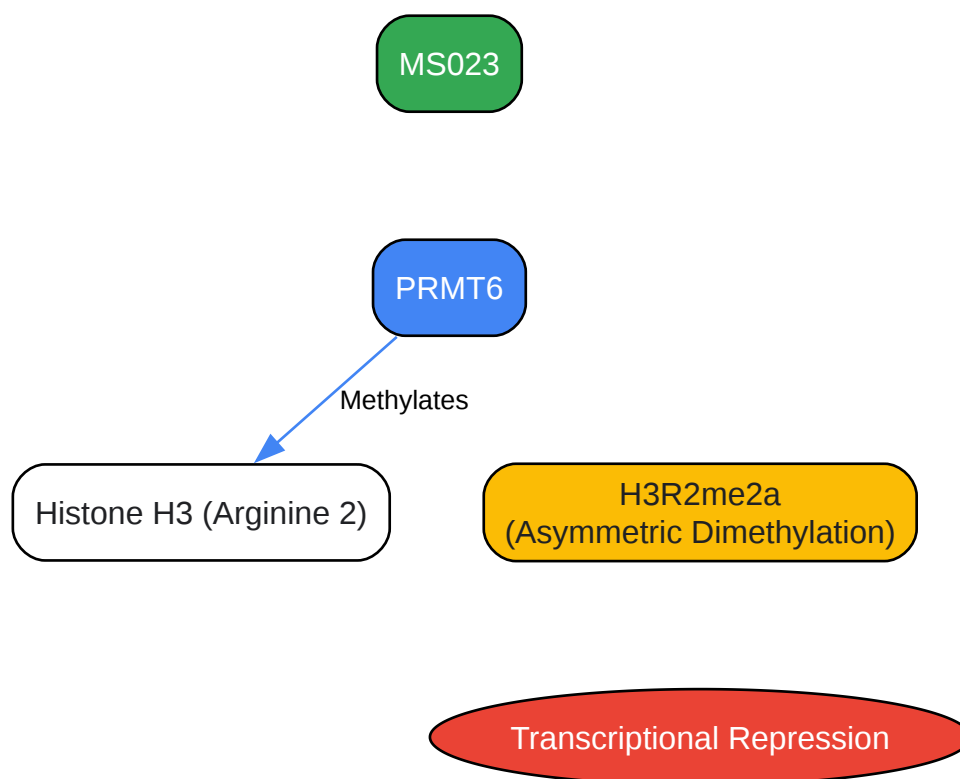 MS023
PRMT6
Methylates
Histone H3 (Arginine 2)
H3R2me2a
(Asymmetric Dimethylation)
Transcriptional Repression